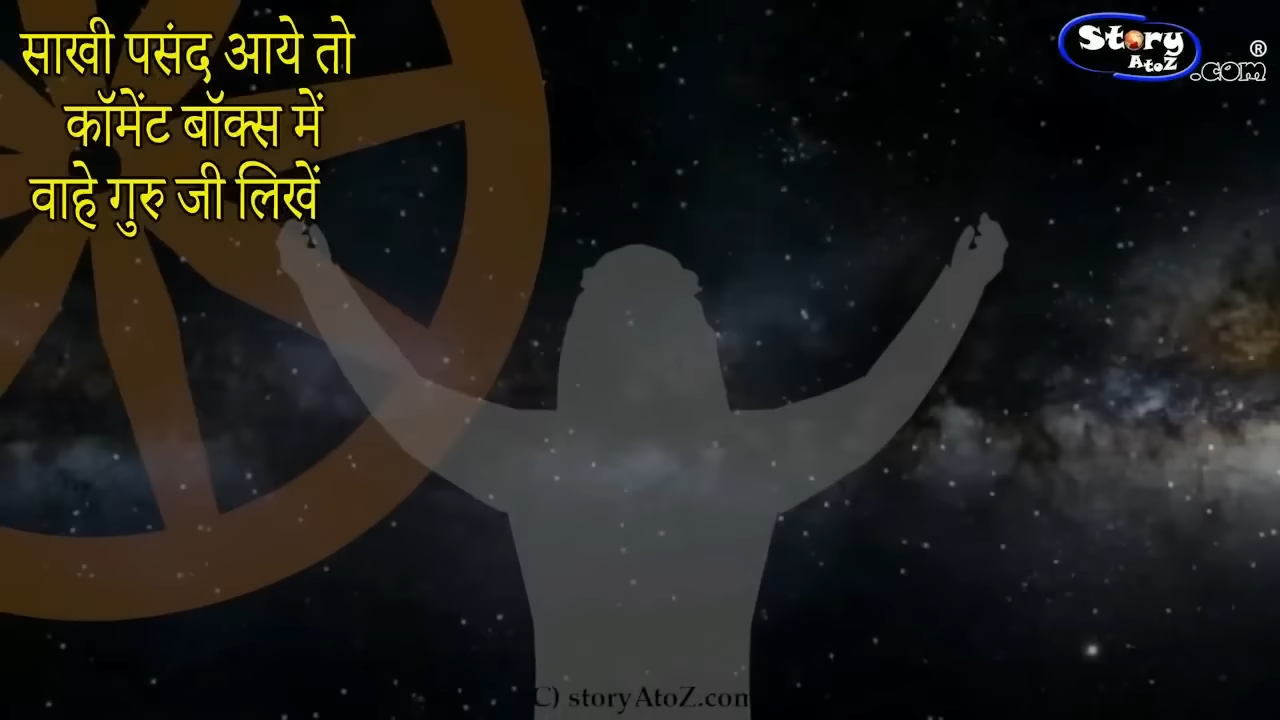 साखी पसंद आये तो
कॉमेंट बॉक्स में
वाहे गुरु जी लिखें
Story
AtoZ
.com®
C) storyAtoZ.com